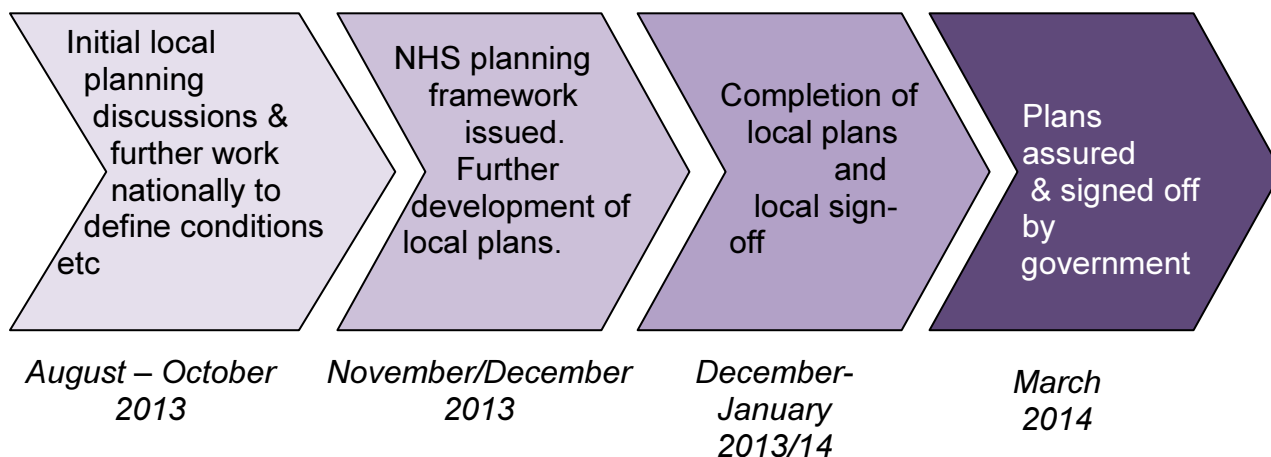 Initial local
planning
discussions &
further work
nationally to
define conditions
etc
NHS planning
framework
issued.
Further
development of
local plans.
Completion of
local plans
and
local sign-
off
Plans
assured
& signed off
by
government
August – October
2013
November/December
2013
December-
January
2013/14
March
2014